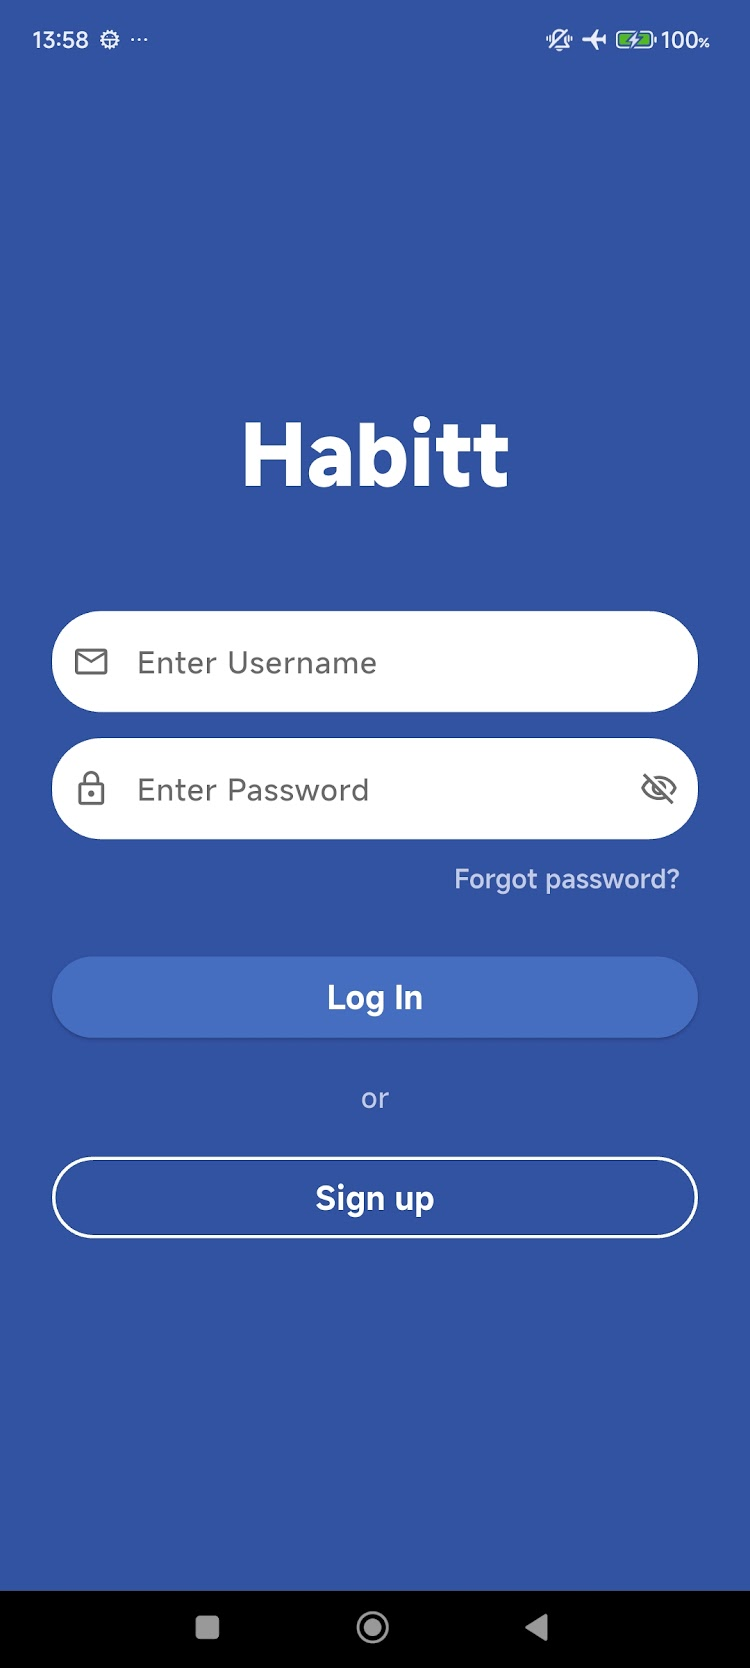 13:58 ... 100%
Habitt
Enter Username
Enter Password
Forgot password?
Log In
or
Sign up